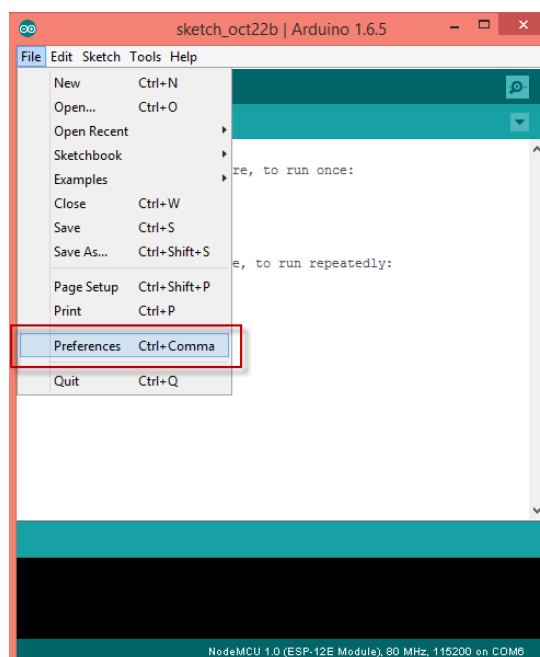 sketch_oct22b | Arduino 1.6.5
File Edit Sketch Tools Help
New Ctrl+N
Open... Ctrl+O
Open Recent
Sketchbook
Examples
Close Ctrl+W
Save Ctrl+S
Save As... Ctrl+Shift+S
Page Setup Ctrl+Shift+P
Print Ctrl+P
Preferences Ctrl+Comma
Quit Ctrl+Q
re, to run once:
e, to run repeatedly:
NodeMCU 1.0 (ESP-12E Module), 80 MHz, 115200 on COM6